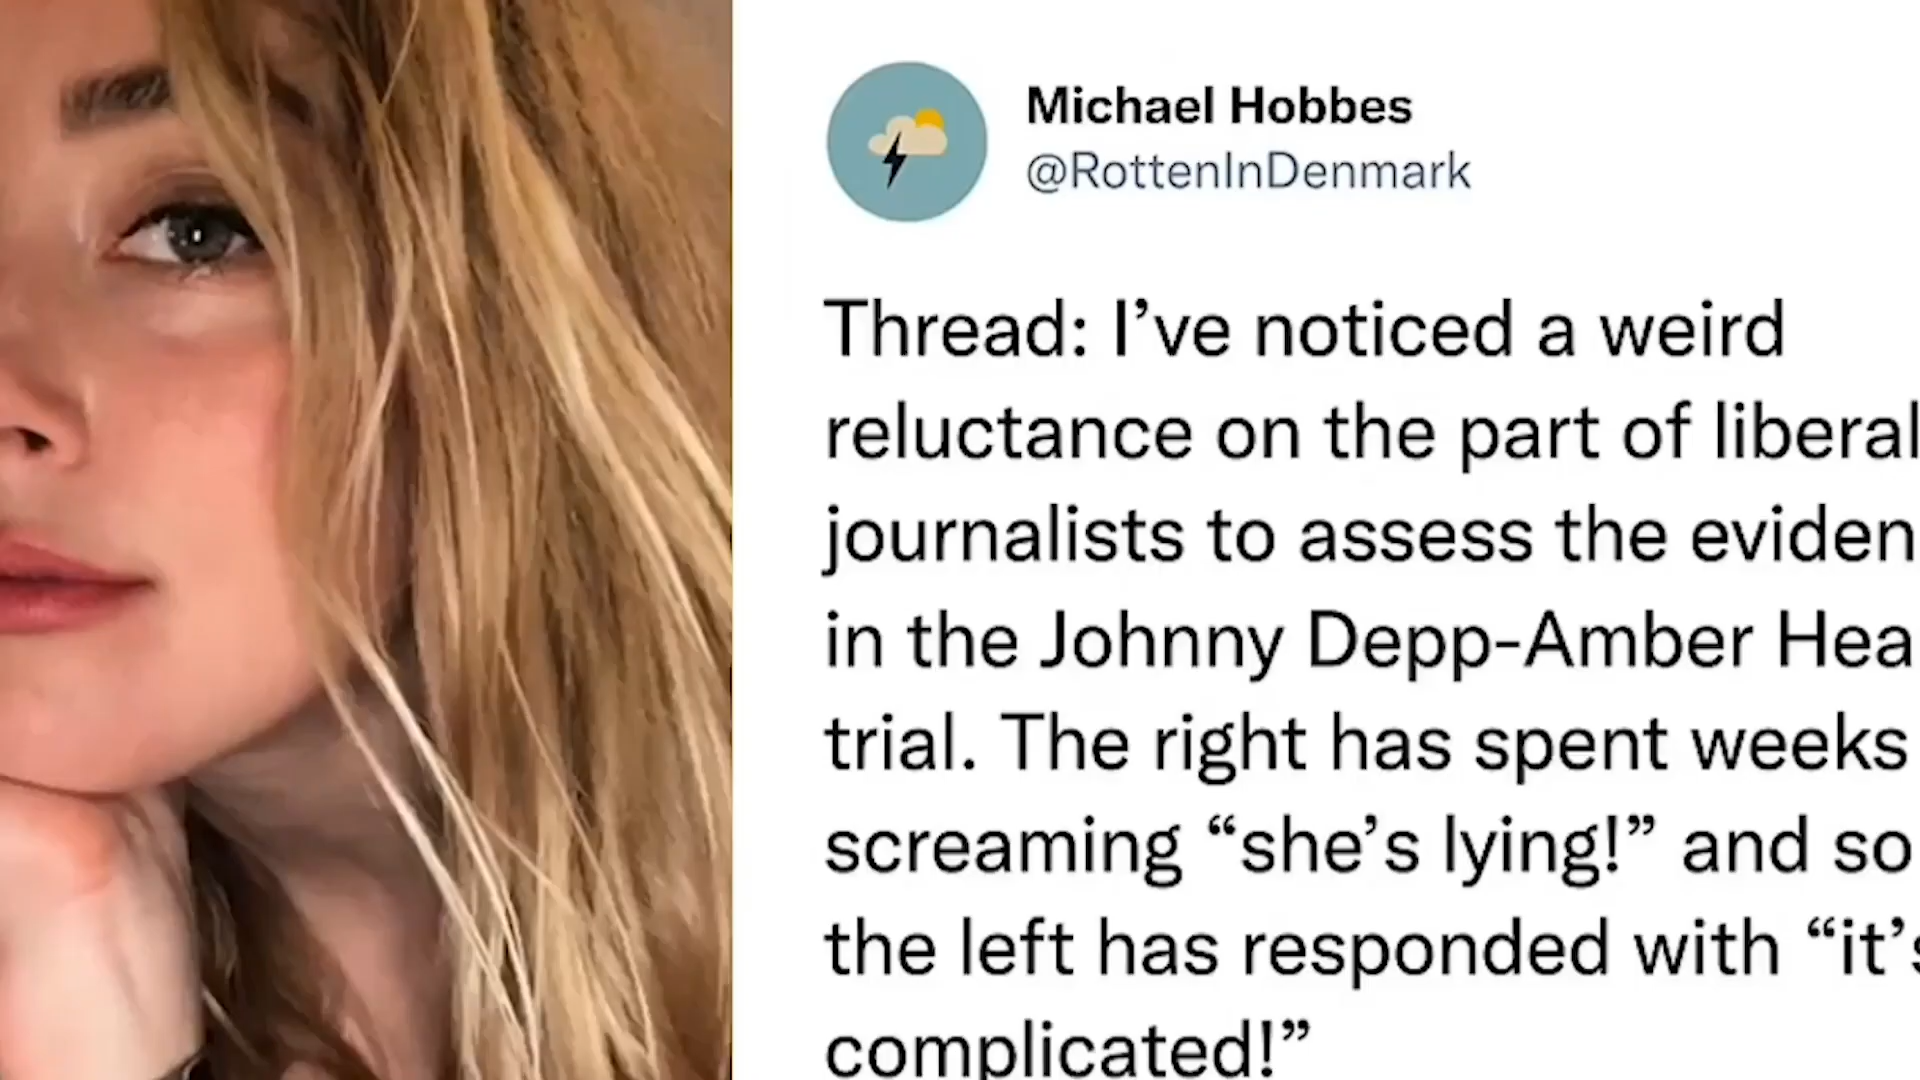 Michael Hobbes
@RottenInDenmark
Thread: I’ve noticed a weird
reluctance on the part of liberal
journalists to assess the eviden
in the Johnny Depp-Amber Hea
trial. The right has spent weeks
screaming “she’s lying!” and so
the left has responded with “it’s
complicated!”